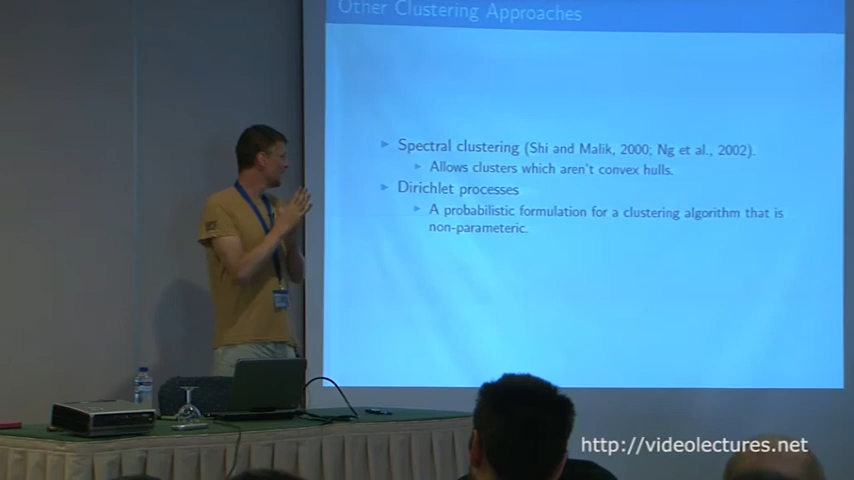 Other Clustering Approaches
Spectral clustering (Shi and Malik, 2000; Ng et al., 2002).
Allows clusters which aren't convex hulls.
Dirichlet processes
A probabilistic formulation for a clustering algorithm that is
non-parameteric.
http://videolectures.net